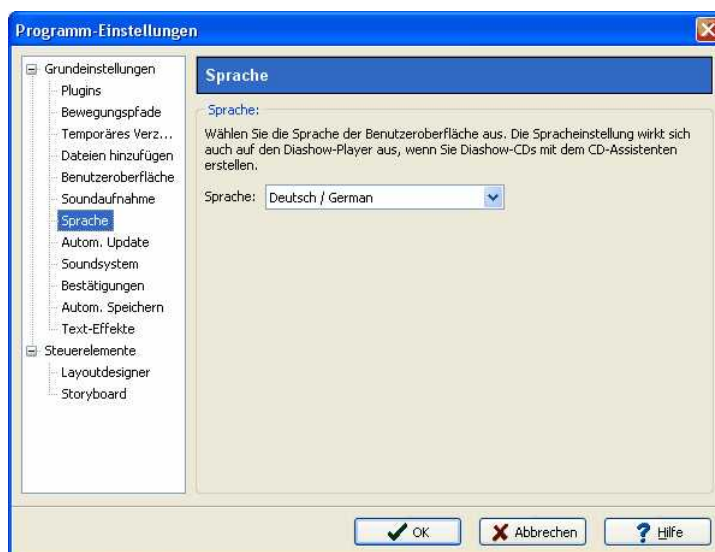 Programm-Einstellungen
Grundeinstellungen
Plugins
Bewegungspfade
Temporäres Verz...
Dateien hinzufügen
Benutzeroberfläche
Soundaufnahme
Sprache
Autom. Update
Soundsystem
Bestätigungen
Autom. Speichern
Text-Effekte
Steuerelemente
Layoutdesigner
Storyboard
Sprache
Sprache:
Wählen Sie die Sprache der Benutzeroberfläche aus. Die Spracheinstellung wirkt sich
auch auf den Diashow-Player aus, wenn Sie Diashow-CDs mit dem CD-Assistenten
erstellen.
Sprache: Deutsch / German
OK Abbrechen Hilfe